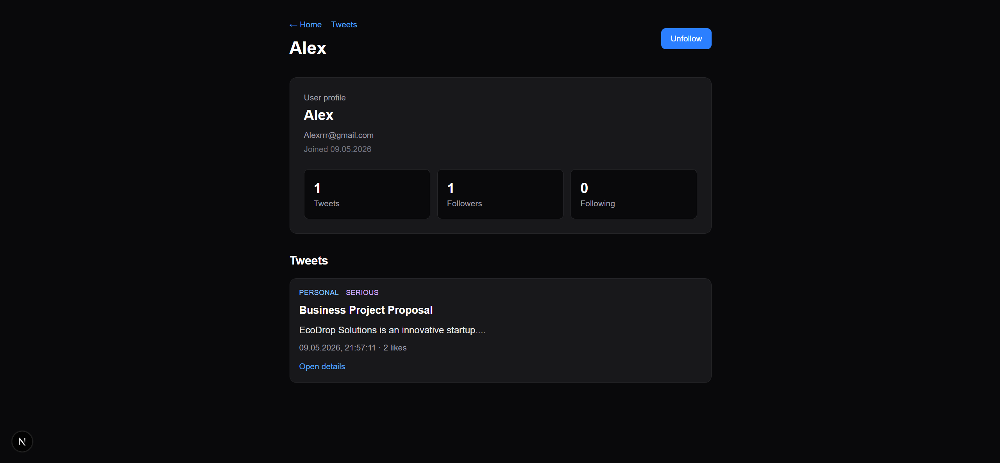 ← Home Tweets
Alex
Unfollow
User profile
Alex
Alexrrr@gmail.com
Joined 09.05.2026
1
Tweets
1
Followers
0
Following
Tweets
PERSONAL SERIOUS
Business Project Proposal
EcoDrop Solutions is an innovative startup....
09.05.2026, 21:57:11 · 2 likes
Open details
N